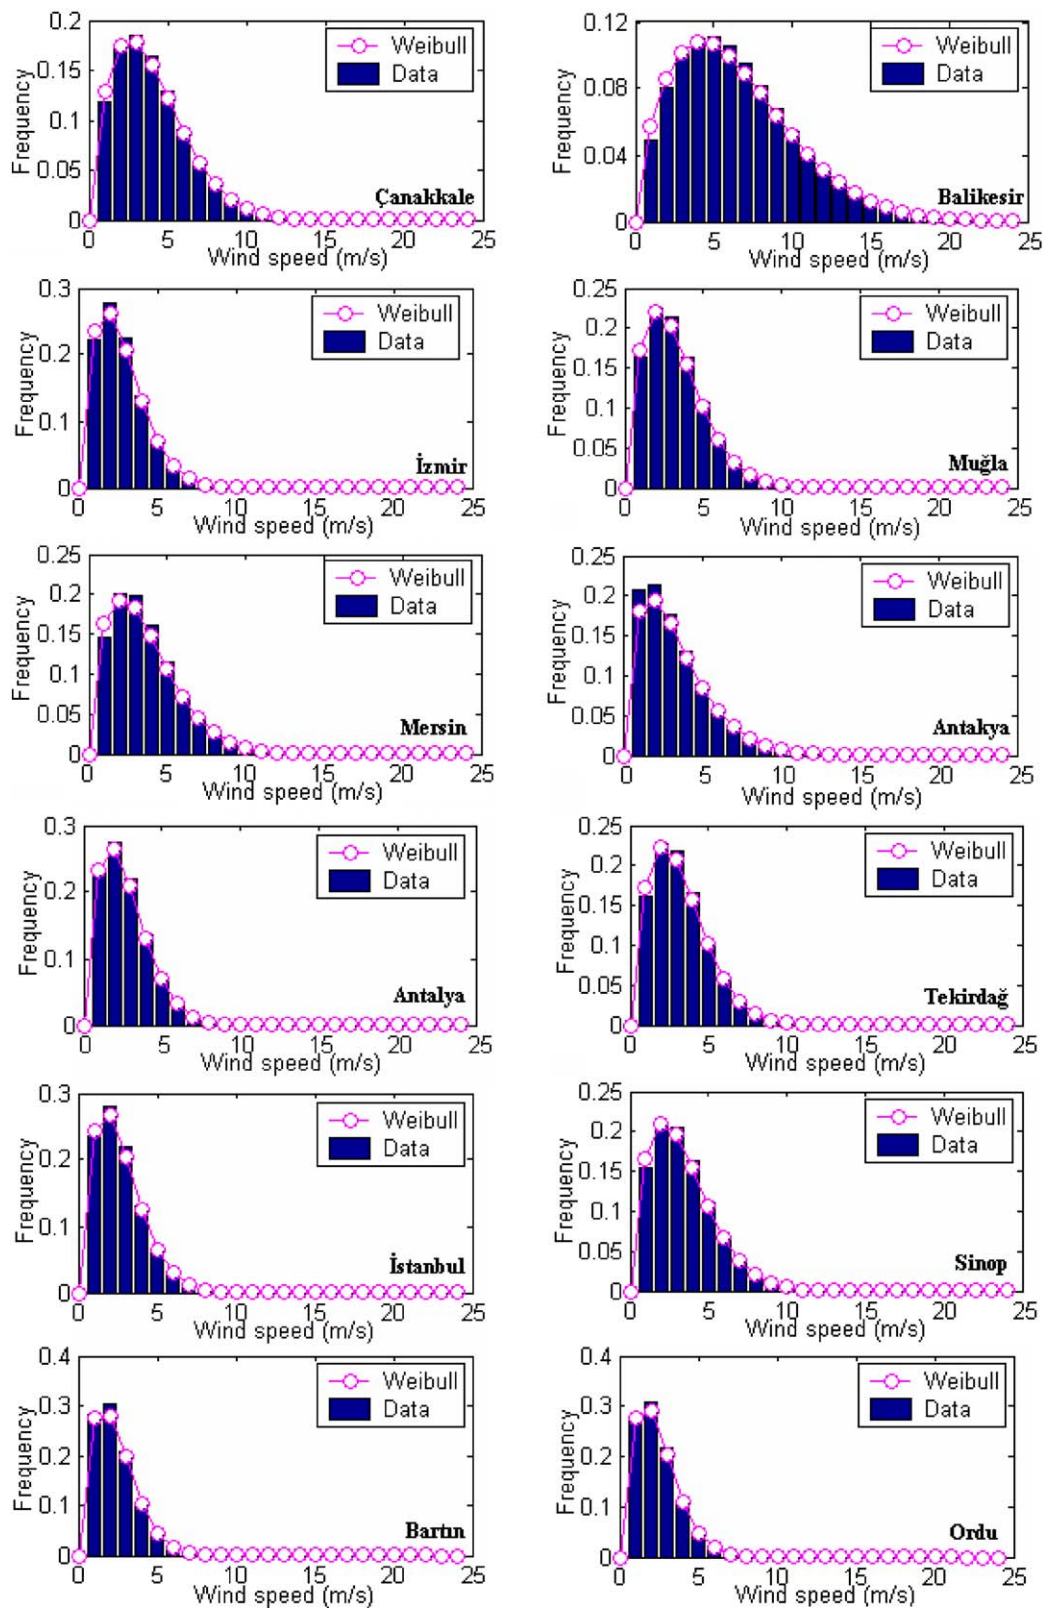 0.2
0.15
0.1
0.05
0
Frequency
Weibull
Data
Çanakkale
0 5 10 15 20 25
Wind speed (m/s)
0.12
0.08
0.04
0
Frequency
Weibull
Data
Balikesir
0 5 10 15 20 25
Wind speed (m/s)
0.3
0.2
0.1
0
Frequency
Weibull
Data
İzmir
0 5 10 15 20 25
Wind speed (m/s)
0.25
0.2
0.15
0.1
0.05
0
Frequency
Weibull
Data
Muğla
0 5 10 15 20 25
Wind speed (m/s)
0.25
0.2
0.15
0.1
0.05
0
Frequency
Weibull
Data
Mersin
0 5 10 15 20 25
Wind speed (m/s)
0.25
0.2
0.15
0.1
0.05
0
Frequency
Weibull
Data
Antakya
0 5 10 15 20 25
Wind speed (m/s)
0.3
0.2
0.1
0
Frequency
Weibull
Data
Antalya
0 5 10 15 20 25
Wind speed (m/s)
0.25
0.2
0.15
0.1
0.05
0
Frequency
Weibull
Data
Tekirdağ
0 5 10 15 20 25
Wind speed (m/s)
0.3
0.2
0.1
0
Frequency
Weibull
Data
İstanbul
0 5 10 15 20 25
Wind speed (m/s)
0.25
0.2
0.15
0.1
0.05
0
Frequency
Weibull
Data
Sinop
0 5 10 15 20 25
Wind speed (m/s)
0.4
0.3
0.2
0.1
0
Frequency
Weibull
Data
Bartın
0 5 10 15 20 25
Wind speed (m/s)
0.4
0.3
0.2
0.1
0
Frequency
Weibull
Data
Ordu
0 5 10 15 20 25
Wind speed (m/s)